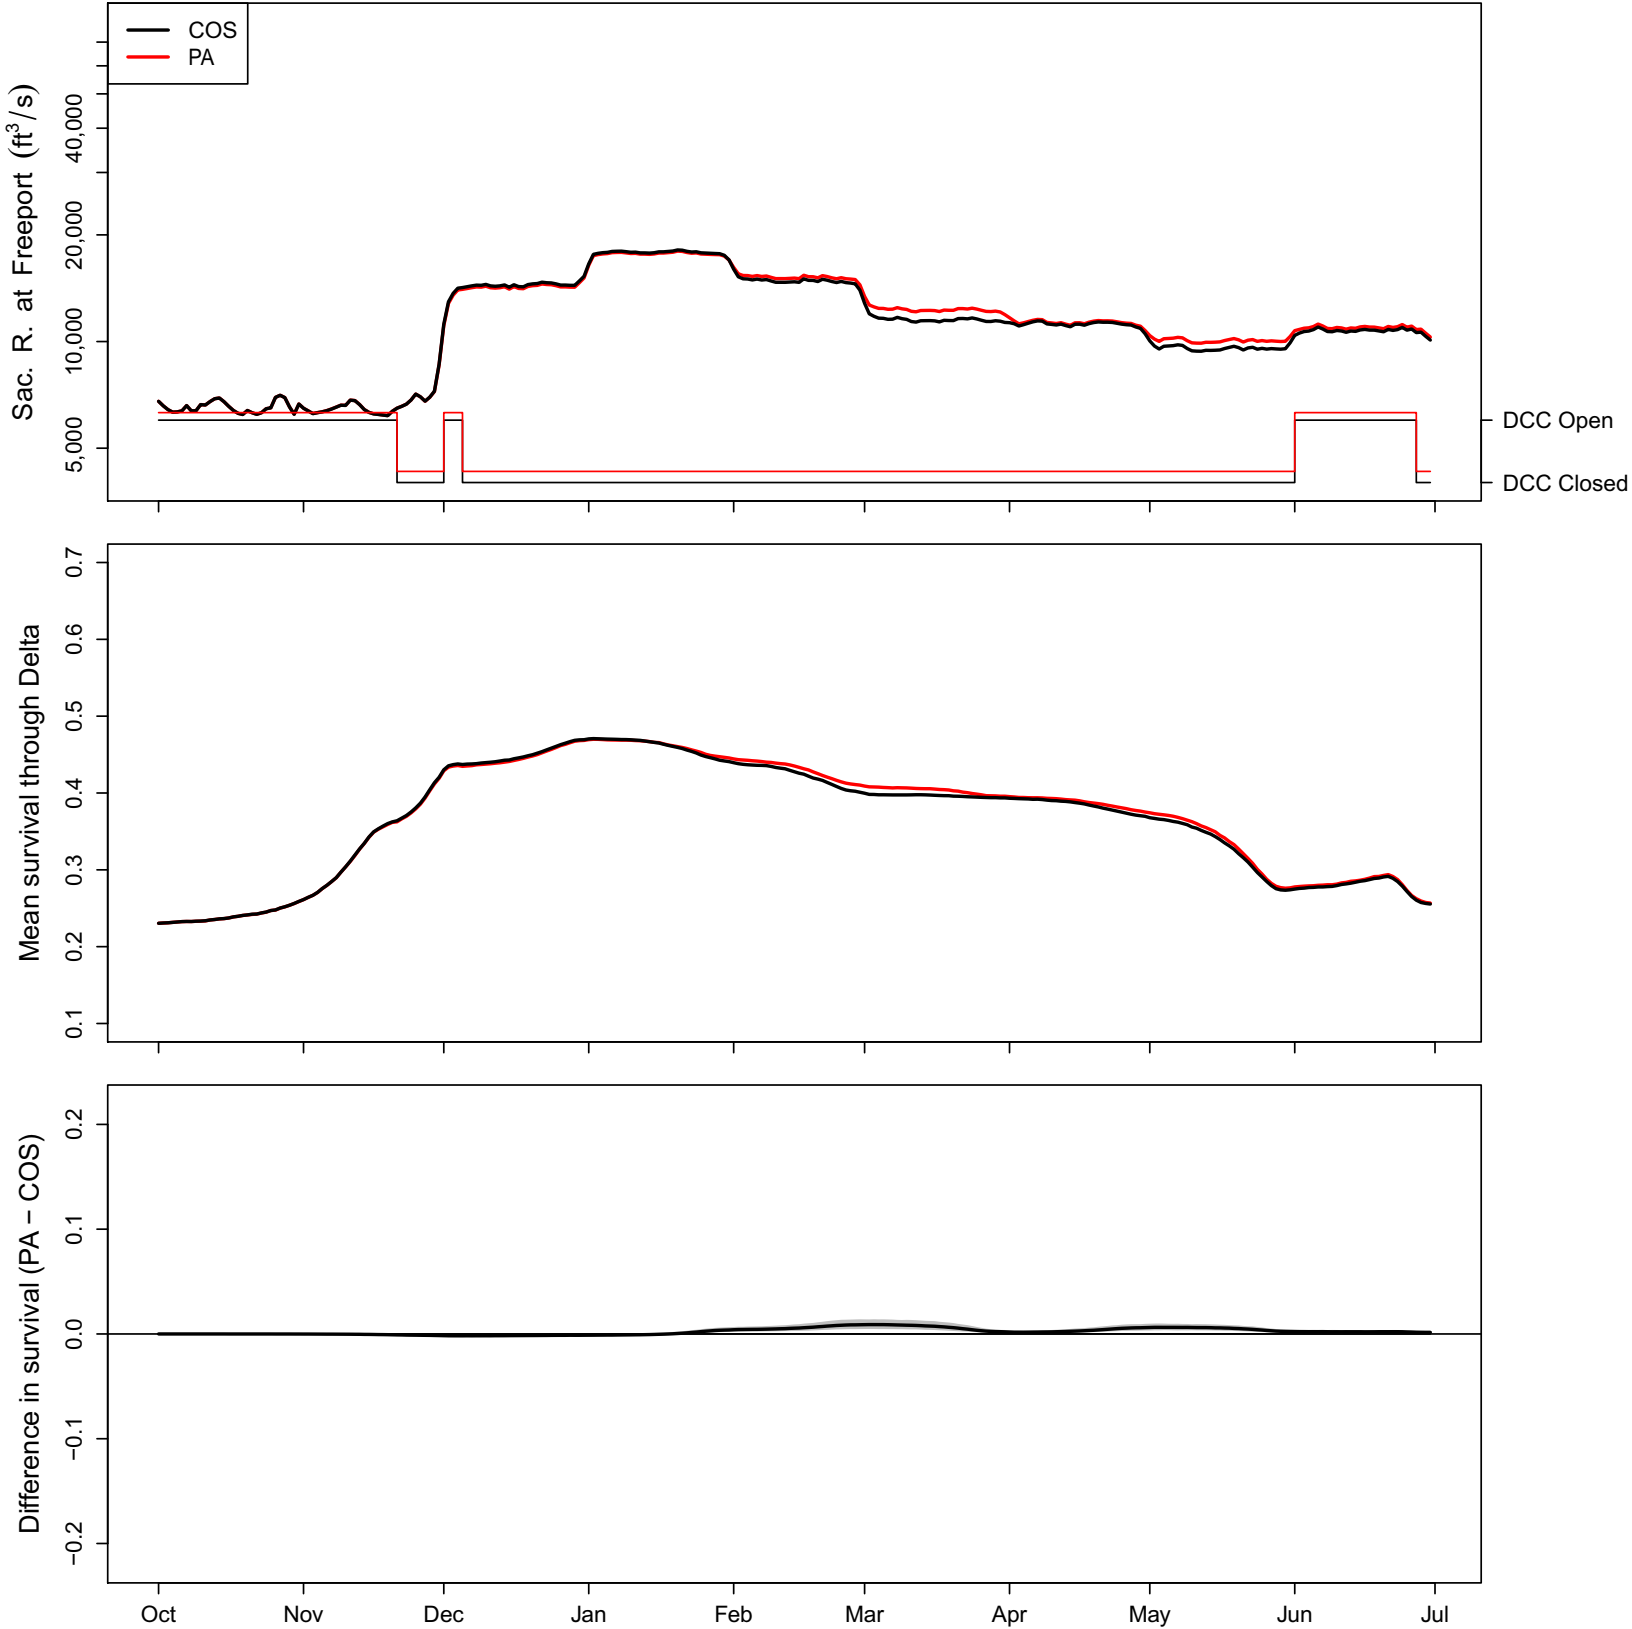 COS
PA
Sac. R. at Freeport (ft³/s)
40,000
20,000
10,000
5,000
DCC Open
DCC Closed
Mean survival through Delta
0.7
0.6
0.5
0.4
0.3
0.2
0.1
Difference in survival (PA − COS)
0.2
0.1
0.0
−0.1
−0.2
Oct Nov Dec Jan Feb Mar Apr May Jun Jul